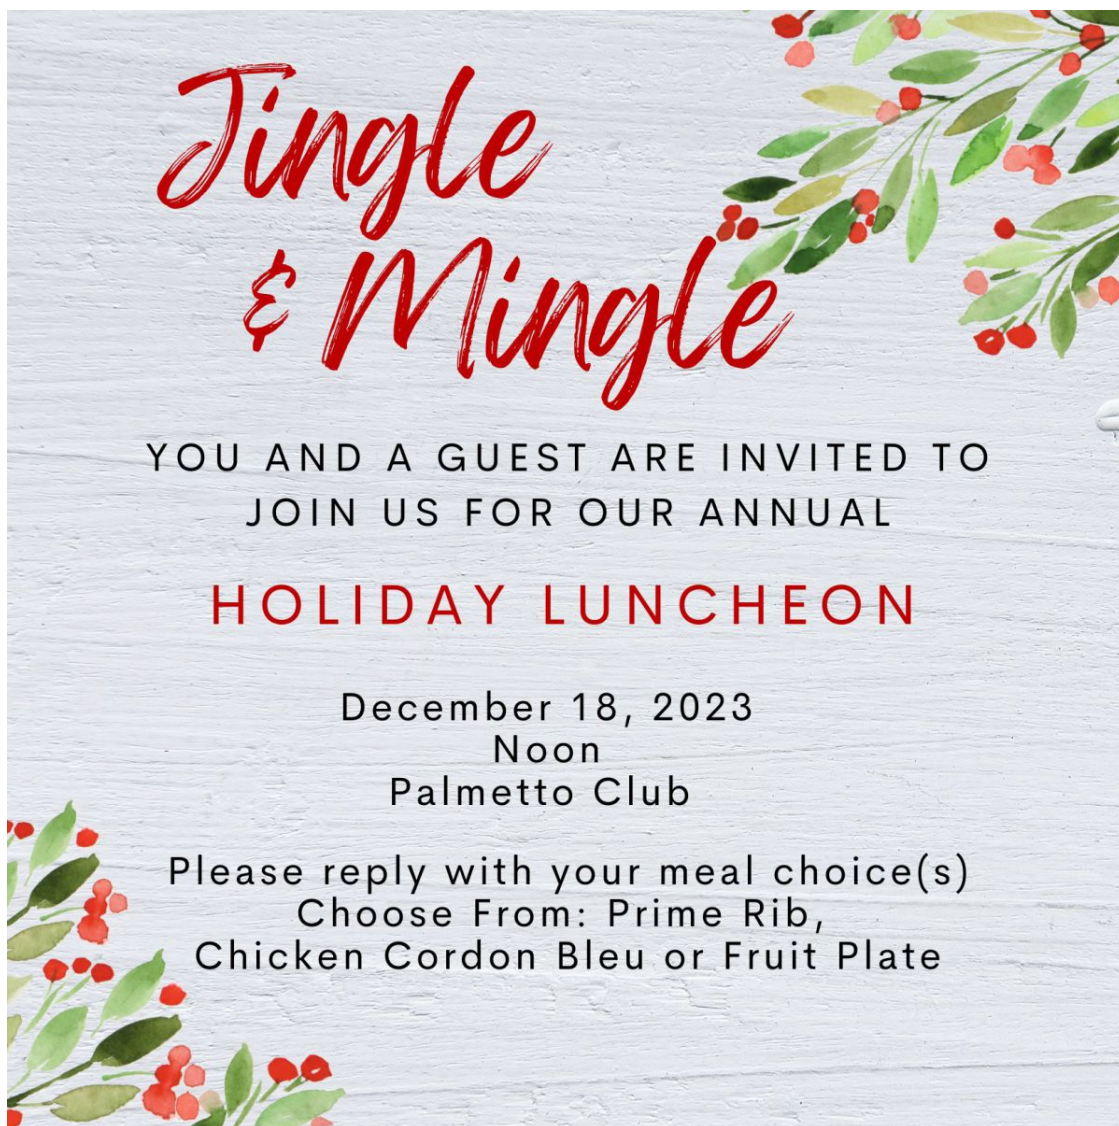 Jingle
& Mingle
YOU AND A GUEST ARE INVITED TO
JOIN US FOR OUR ANNUAL
HOLIDAY LUNCHEON
December 18, 2023
Noon
Palmetto Club
Please reply with your meal choice(s)
Choose From: Prime Rib,
Chicken Cordon Bleu or Fruit Plate